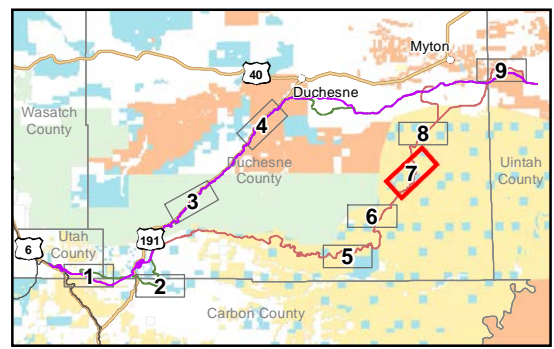 Myton
9
40
Duchesne
Wasatch
County
4
8
Duchesne
County
7
Uintah
County
3
6
191
Utah
County
6
5
1
2
Carbon County